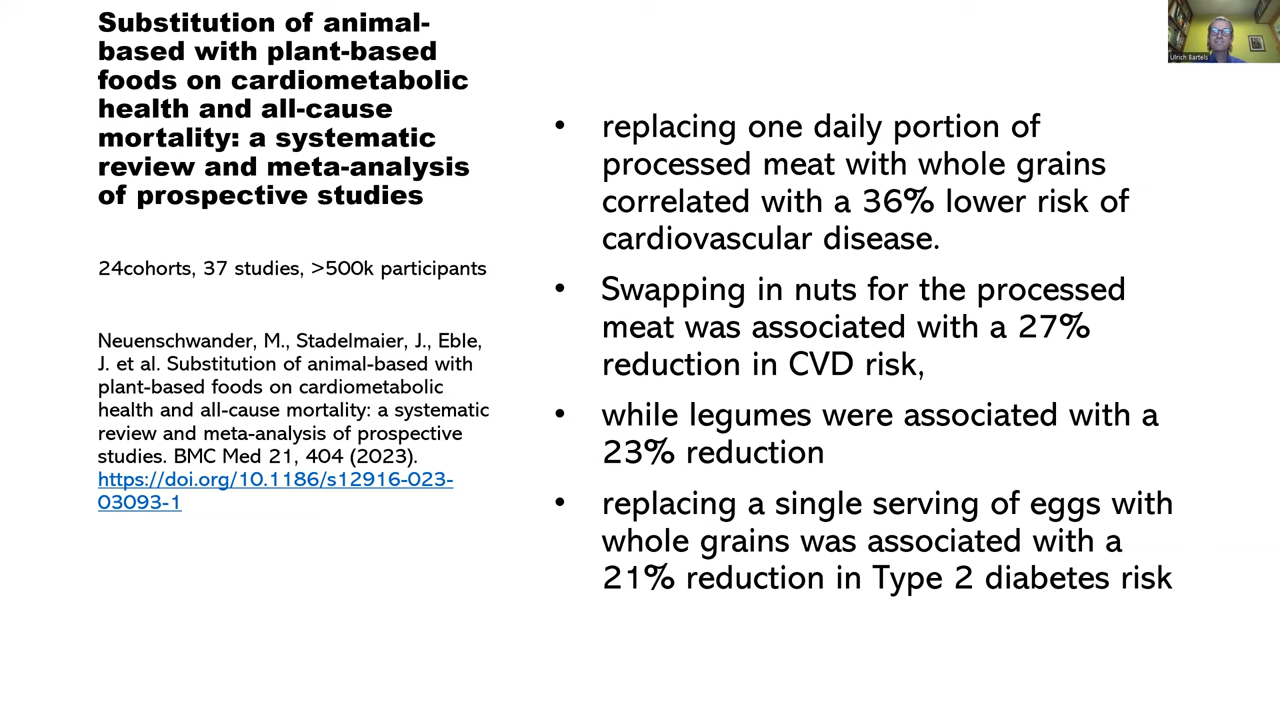 Substitution of animal-
based with plant-based
foods on cardiometabolic
health and all-cause
mortality: a systematic
review and meta-analysis
of prospective studies
24cohorts, 37 studies, >500k participants
Neuenschwander, M., Stadelmaier, J., Eble,
J. et al. Substitution of animal-based with
plant-based foods on cardiometabolic
health and all-cause mortality: a systematic
review and meta-analysis of prospective
studies. BMC Med 21, 404 (2023).
https://doi.org/10.1186/s12916-023-
03093-1
• replacing one daily portion of
processed meat with whole grains
correlated with a 36% lower risk of
cardiovascular disease.
• Swapping in nuts for the processed
meat was associated with a 27%
reduction in CVD risk,
• while legumes were associated with a
23% reduction
• replacing a single serving of eggs with
whole grains was associated with a
21% reduction in Type 2 diabetes risk
Ulrich Bartels